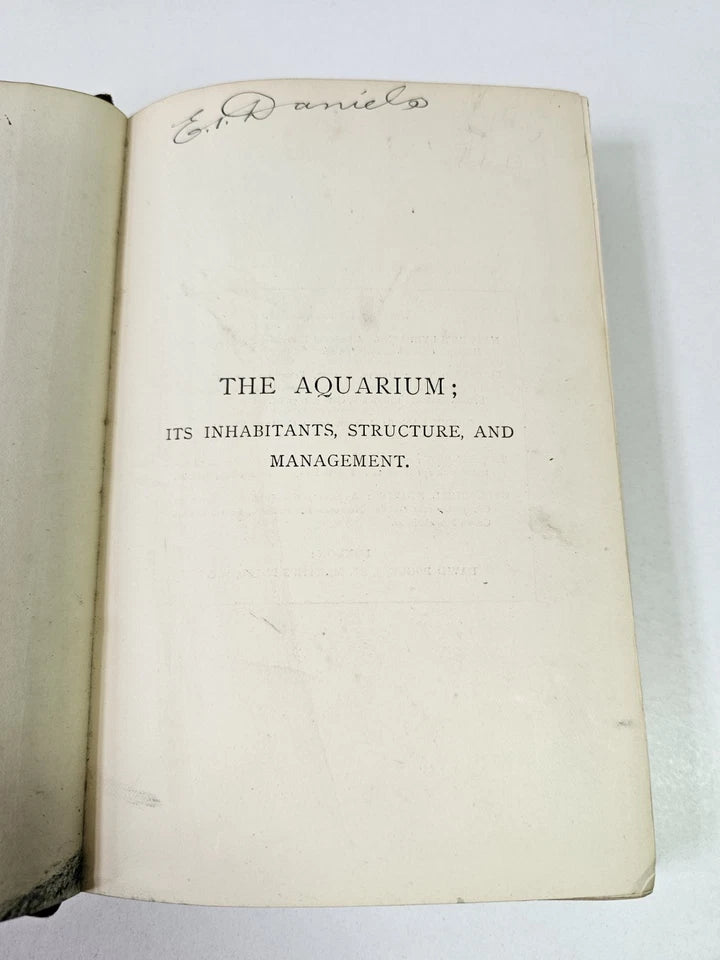 E. I. Daniels
THE AQUARIUM;
ITS INHABITANTS, STRUCTURE, AND
MANAGEMENT.